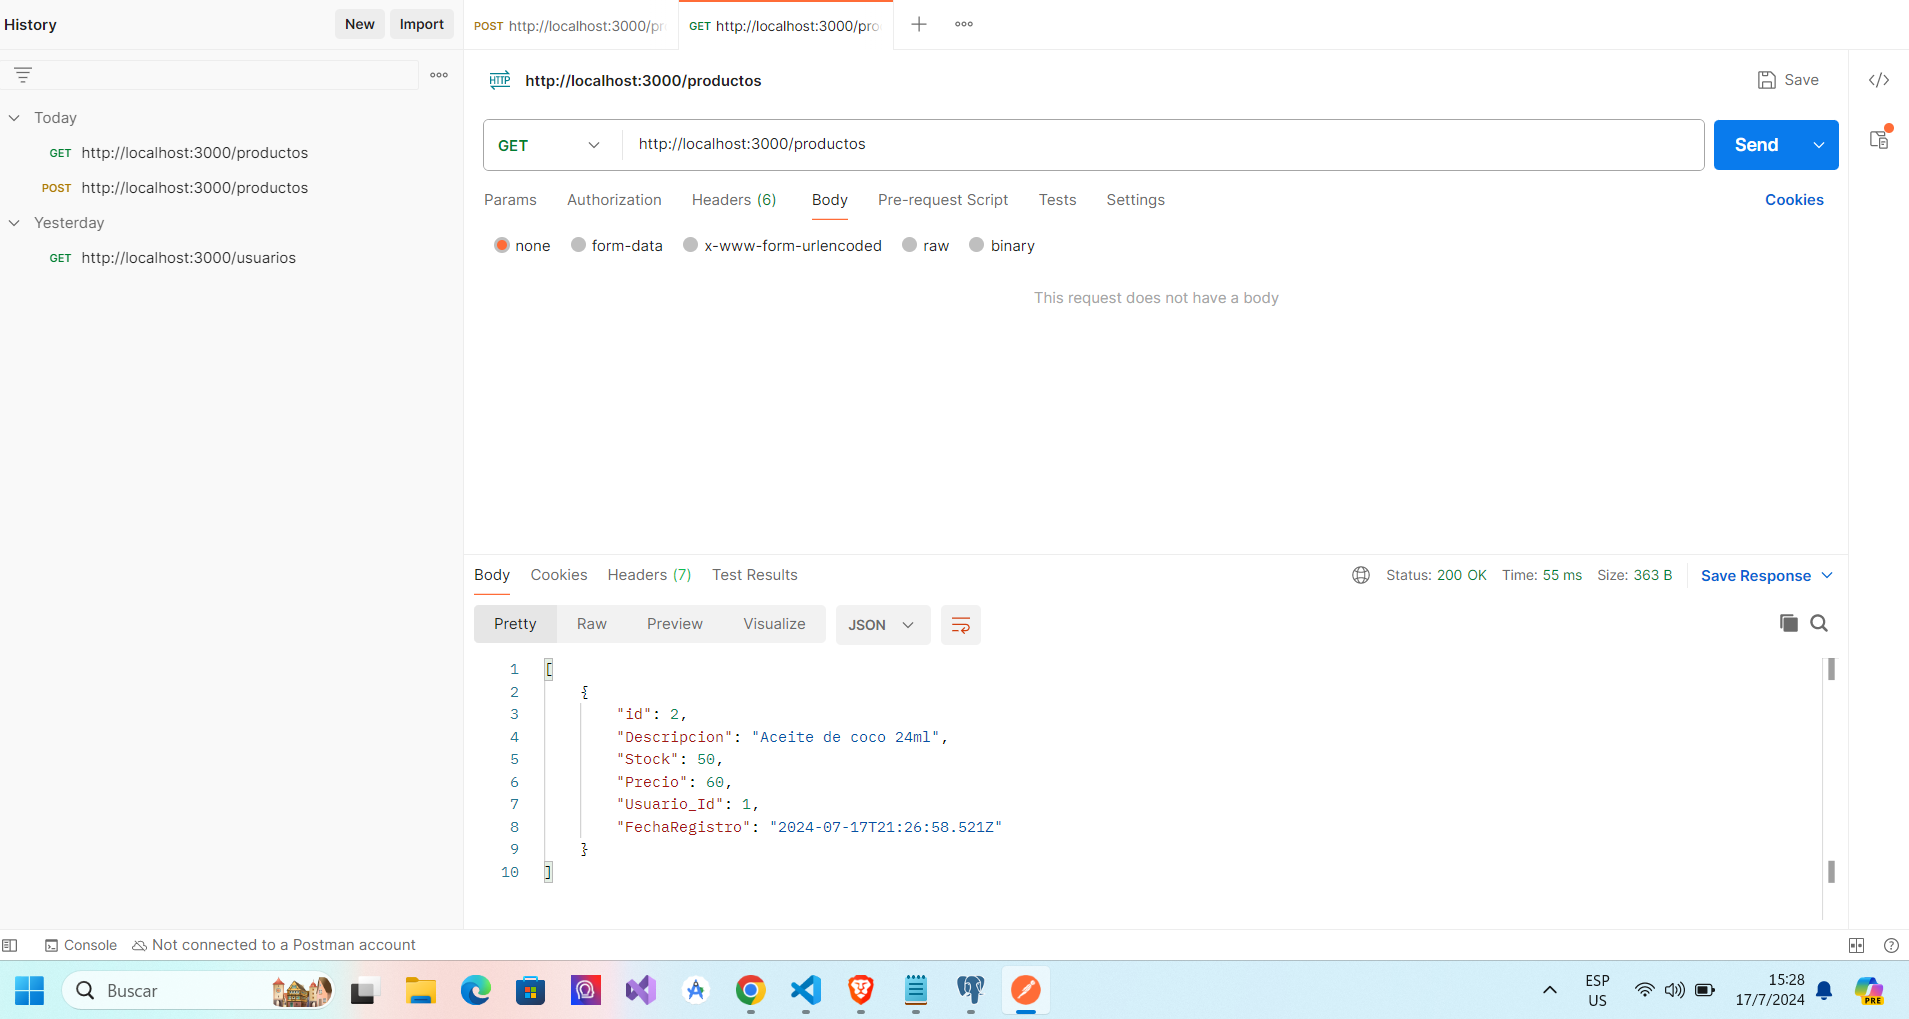 History
New
Import
Today
GET http://localhost:3000/productos
POST http://localhost:3000/productos
Yesterday
GET http://localhost:3000/usuarios
POST http://localhost:3000/pr
GET http://localhost:3000/pro
HTTP http://localhost:3000/productos
Save
GET
http://localhost:3000/productos
Send
Params Authorization Headers (6) Body Pre-request Script Tests Settings Cookies
none form-data x-www-form-urlencoded raw binary
This request does not have a body
Body Cookies Headers (7) Test Results
Status: 200 OK Time: 55 ms Size: 363 B Save Response
Pretty Raw Preview Visualize JSON
1 [
2 {
3 "id": 2,
4 "Descripcion": "Aceite de coco 24ml",
5 "Stock": 50,
6 "Precio": 60,
7 "Usuario_Id": 1,
8 "FechaRegistro": "2024-07-17T21:26:58.521Z"
9 }
10 ]
Console Not connected to a Postman account
Buscar
ESP
US
15:28
17/7/2024
PRE